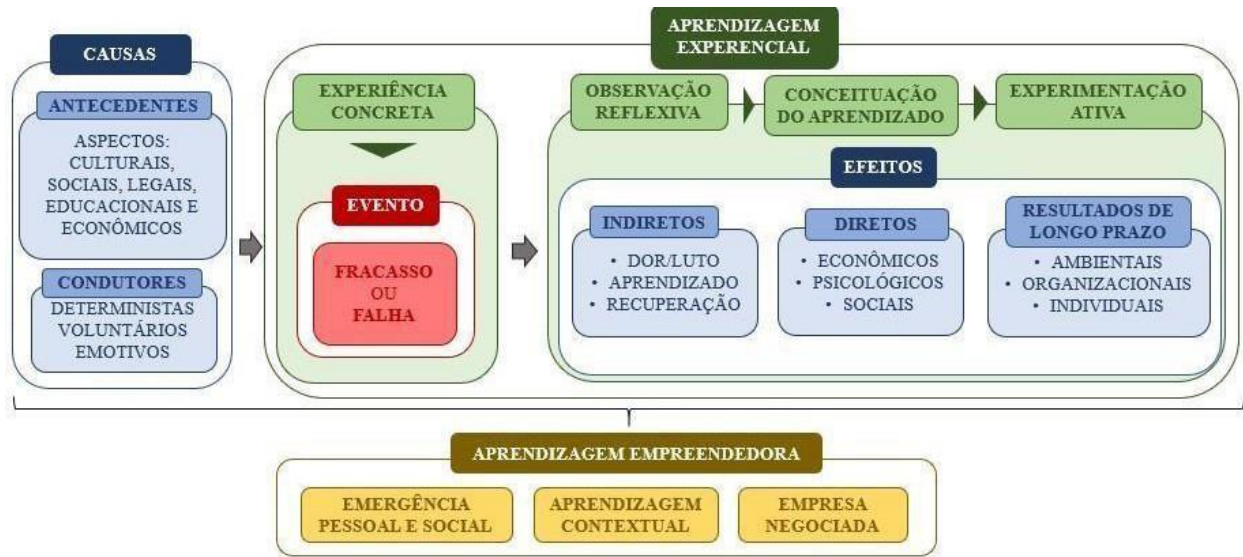 APRENDIZAGEM
EXPERENCIAL
CAUSAS
ANTECEDENTES
ASPECTOS:
CULTURAIS,
SOCIAIS, LEGAIS,
EDUCACIONAIS E
ECONÔMICOS
CONDUTORES
DETERMINISTAS
VOLUNTÁRIOS
EMOTIVOS
EXPERIÊNCIA
CONCRETA
EVENTO
FRACASSO
OU
FALHA
OBSERVAÇÃO
REFLEXIVA
CONCEITUAÇÃO
DO APRENDIZADO
EXPERIMENTAÇÃO
ATIVA
EFEITOS
INDIRETOS
• DOR/LUTO
• APRENDIZADO
• RECUPERAÇÃO
DIRETOS
• ECONÔMICOS
• PSICOLÓGICOS
• SOCIAIS
RESULTADOS DE
LONGO PRAZO
• AMBIENTAIS
• ORGANIZACIONAIS
• INDIVIDUAIS
APRENDIZAGEM EMPREENDEDORA
EMERGÊNCIA
PESSOAL E SOCIAL
APRENDIZAGEM
CONTEXTUAL
EMPRESA
NEGOCIADA